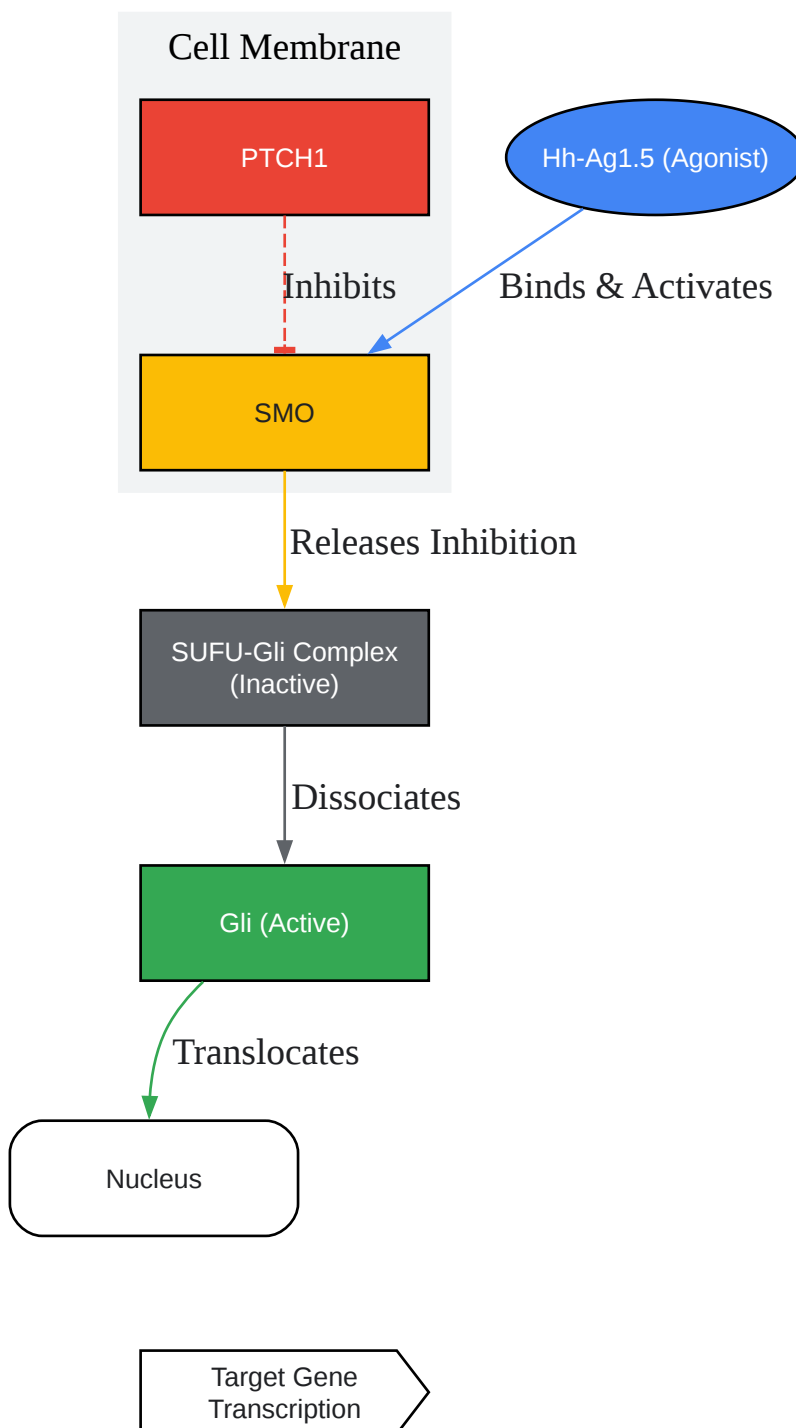 Cell Membrane
PTCH1
Hh-Ag1.5 (Agonist)
Inhibits
Binds & Activates
SMO
Releases Inhibition
SUFU-Gli Complex
(Inactive)
Dissociates
Gli (Active)
Translocates
Nucleus
Target Gene
Transcription